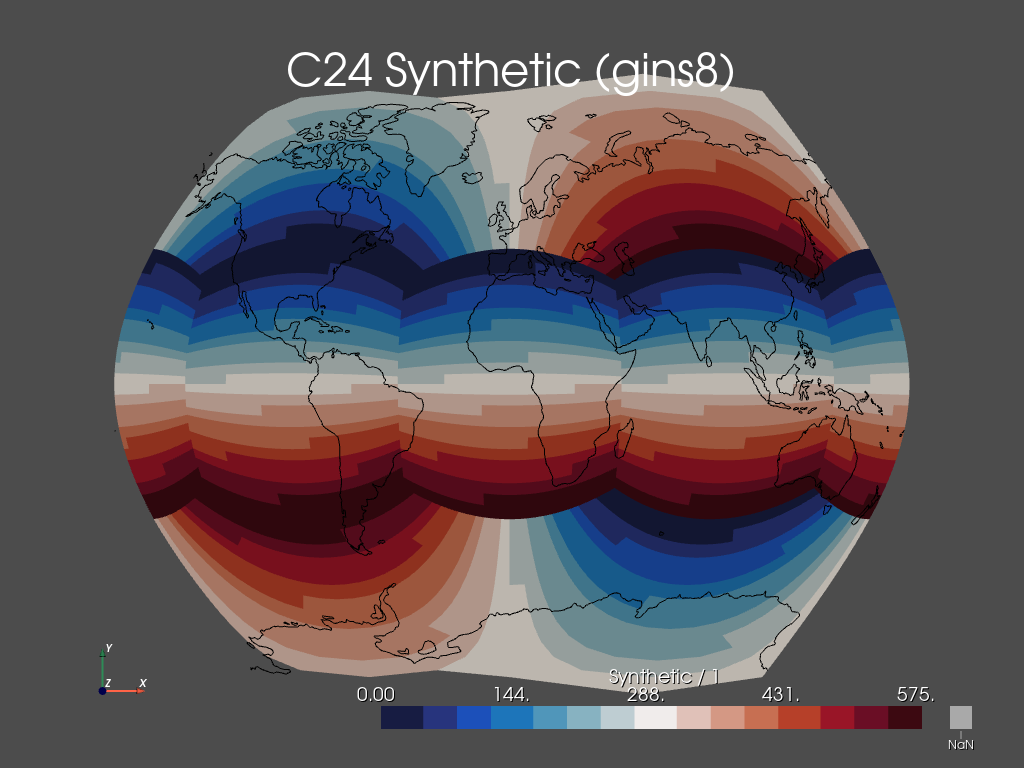 C24 Synthetic (gins8)
Y
Z X
Synthetic / 1
0.00 144. 288. 431. 575.
NaN